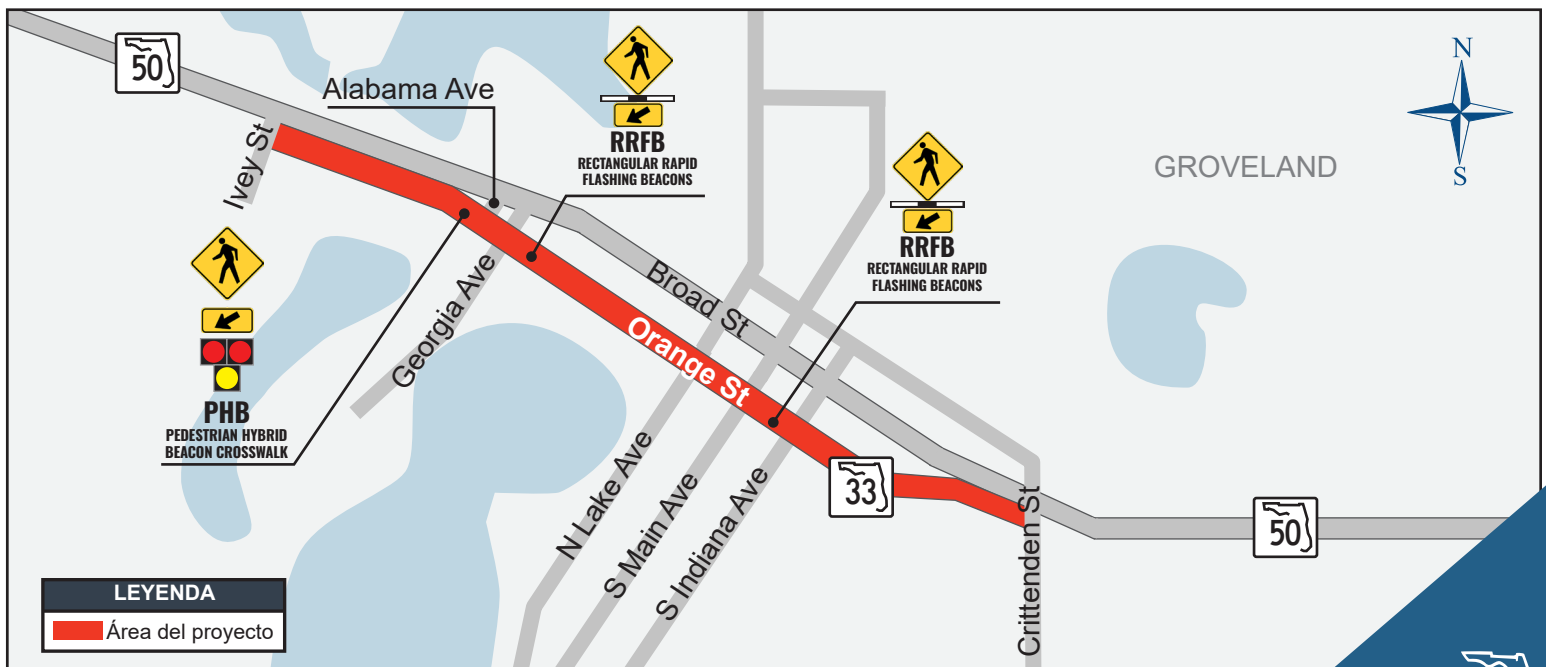 50
Alabama Ave
Ivey St
RRFB
RECTANGULAR RAPID
FLASHING BEACONS
RRFB
RECTANGULAR RAPID
FLASHING BEACONS
N
S
GROVELAND
PHB
PEDESTRIAN HYBRID
BEACON CROSSWALK
Georgia Ave
Broad St
Orange St
N Lake Ave
S Main Ave
S Indiana Ave
33
Crittenden St
50
LEYENDA
Área del proyecto